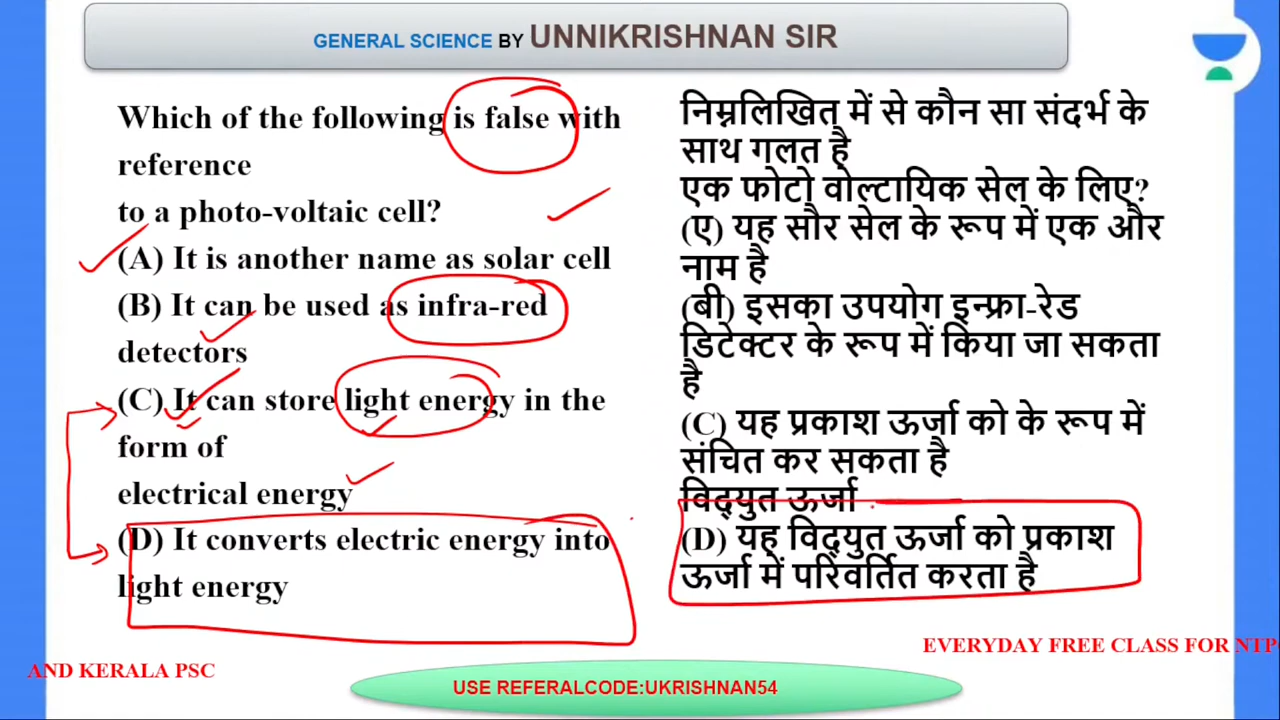 GENERAL SCIENCE BY UNNIKRISHNAN SIR
Which of the following is false with
reference
to a photo-voltaic cell?
(A) It is another name as solar cell
(B) It can be used as infra-red
detectors
(C) It can store light energy in the
form of
electrical energy
(D) It converts electric energy into
light energy
निम्नलिखित में से कौन सा संदर्भ के
साथ गलत है
एक फोटो वोल्टायिक सेल के लिए?
(ए) यह सौर सेल के रूप में एक और
नाम है
(बी) इसका उपयोग इन्फ्रा-रेड
डिटेक्टर के रूप में किया जा सकता
है
(C) यह प्रकाश ऊर्जा को के रूप में
संचित कर सकता है
विद्युत ऊर्जा
(D) यह विद्युत ऊर्जा को प्रकाश
ऊर्जा में परिवर्तित करता है
EVERYDAY FREE CLASS FOR NTP
AND KERALA PSC
USE REFERALCODE:UKRISHNAN54